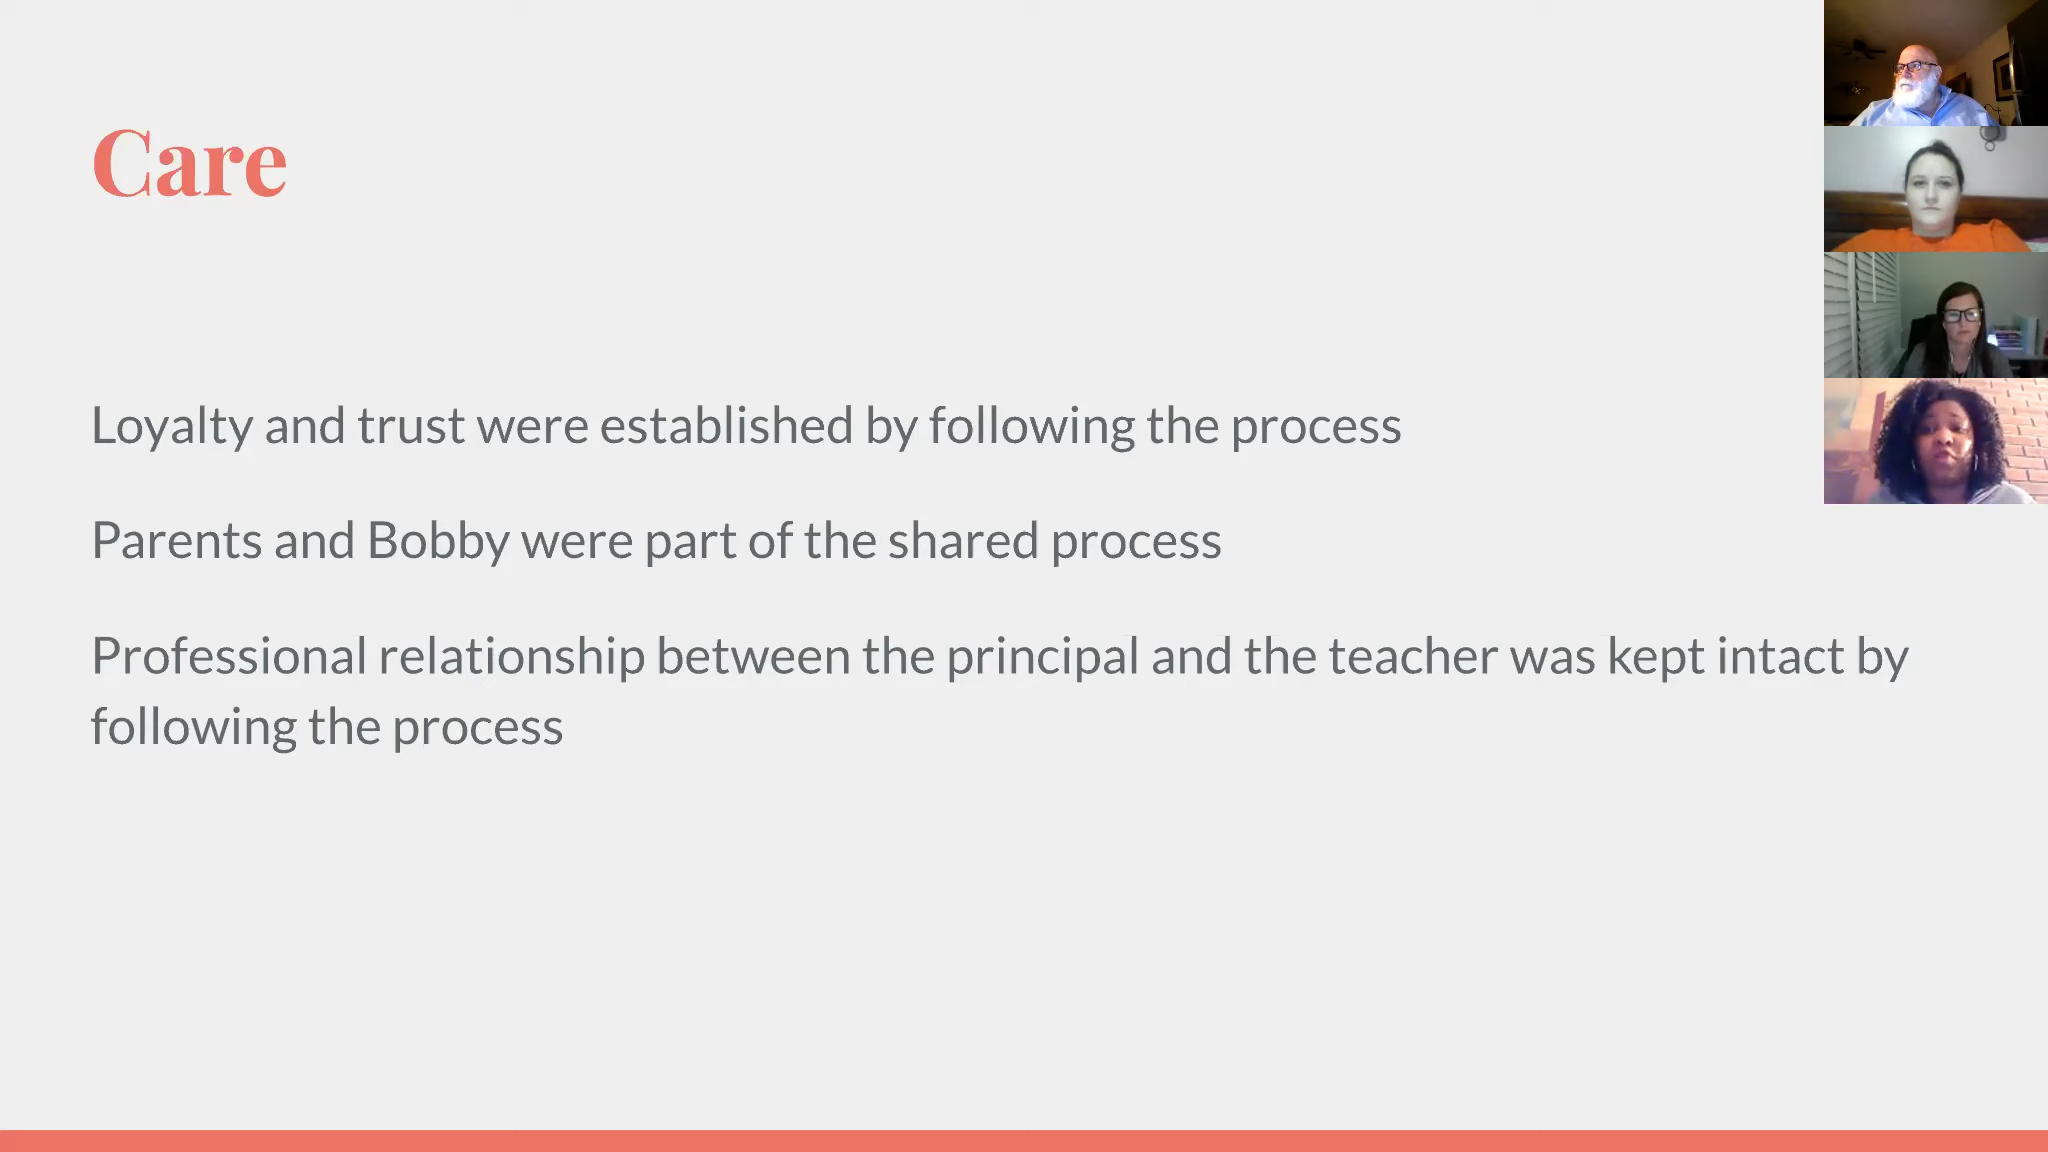 Care
Loyalty and trust were established by following the process
Parents and Bobby were part of the shared process
Professional relationship between the principal and the teacher was kept intact by
following the process